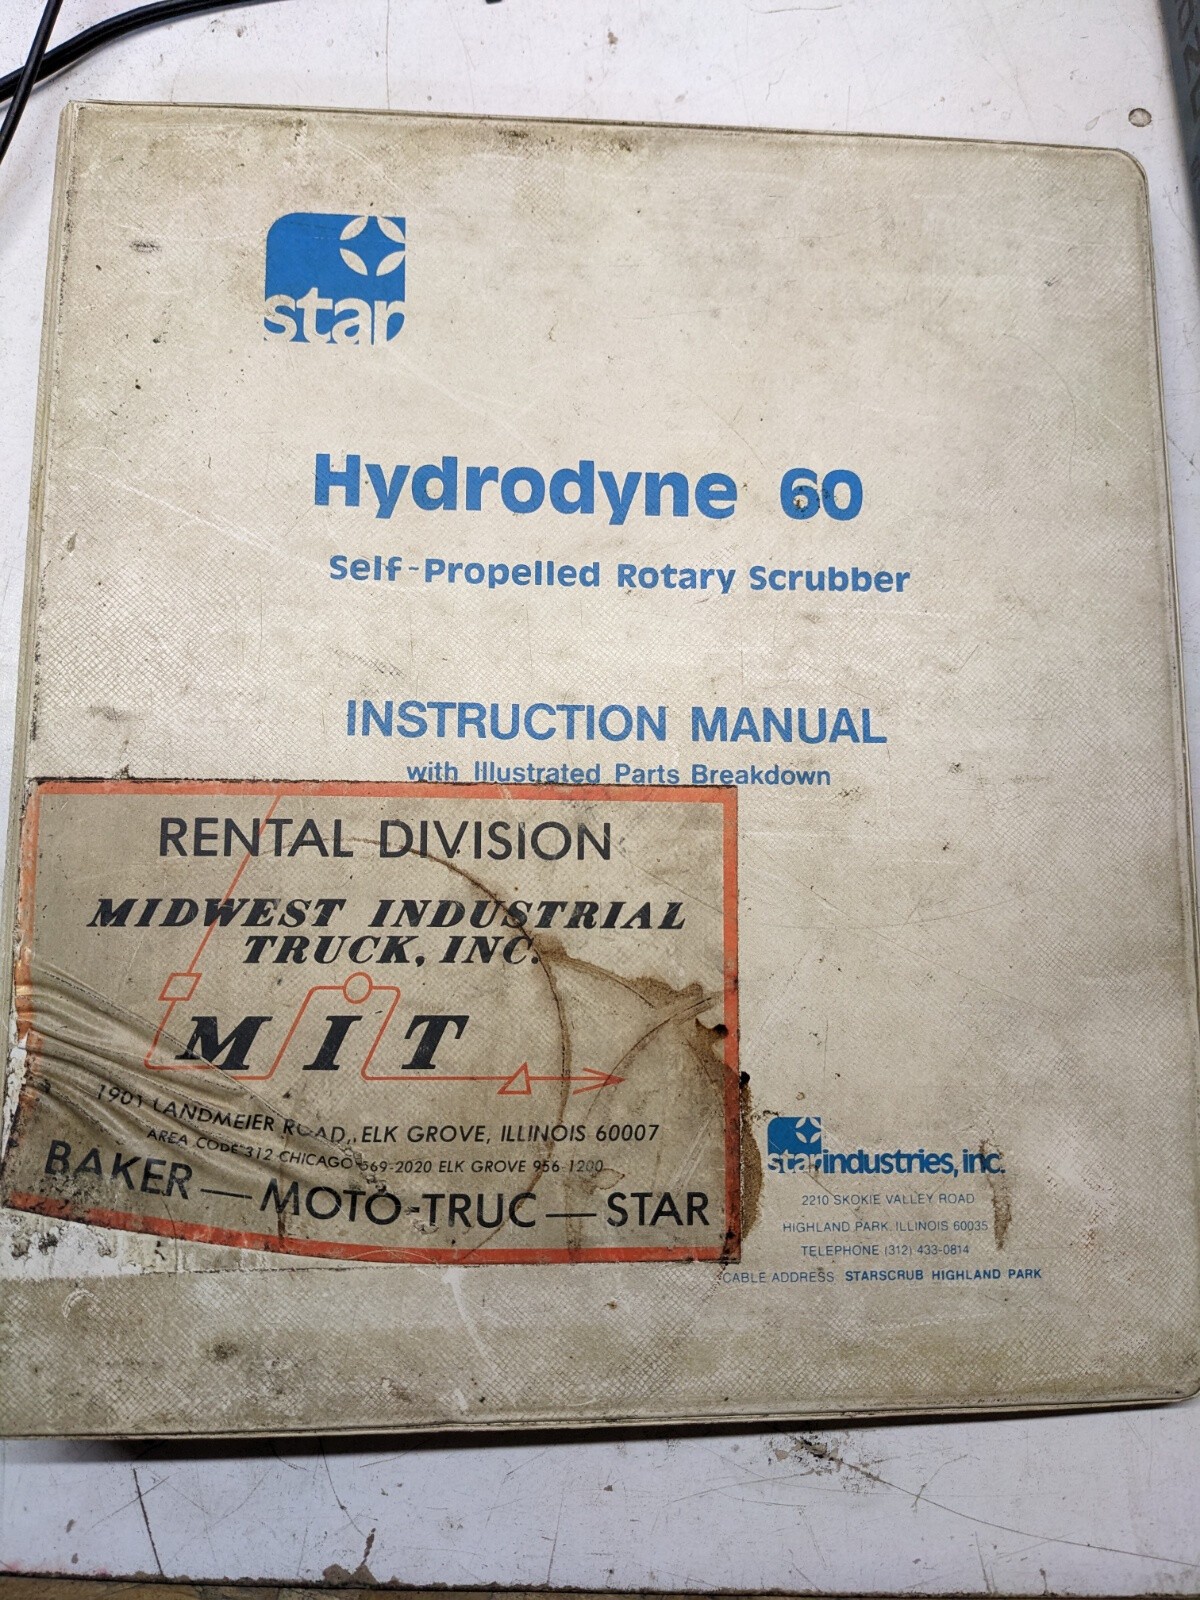 star
Hydrodyne 60
Self-Propelled Rotary Scrubber
INSTRUCTION MANUAL
with Illustrated Parts Breakdown
RENTAL DIVISION
MIDWEST INDUSTRIAL
TRUCK, INC.
MIT
1901 LANDMEIER ROAD, ELK GROVE, ILLINOIS 60007
AREA CODE 312 CHICAGO 569-2020 ELK GROVE 956-1200
BAKER — MOTO-TRUC — STAR
star industries, inc.
2210 SKOKIE VALLEY ROAD
HIGHLAND PARK, ILLINOIS 60035
TELEPHONE (312) 433-0814
CABLE ADDRESS STARSCRUB HIGHLAND PARK